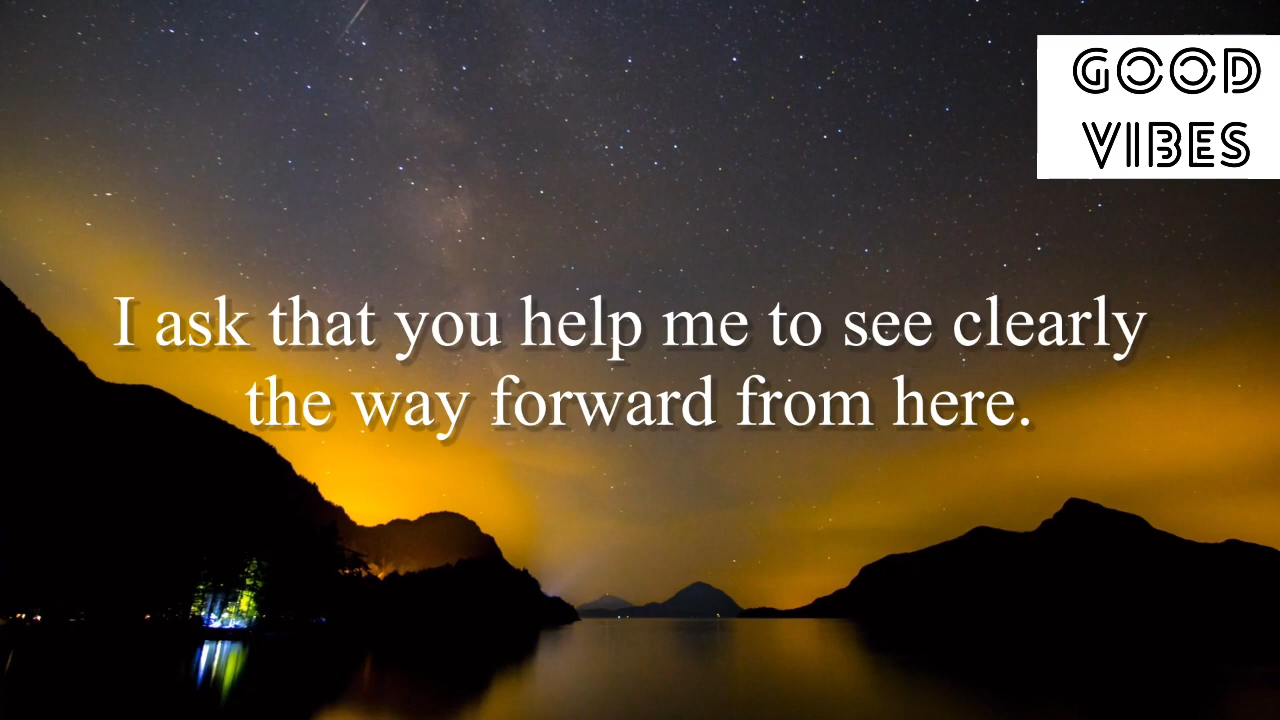 GOOD
VIBES
I ask that you help me to see clearly
the way forward from here.